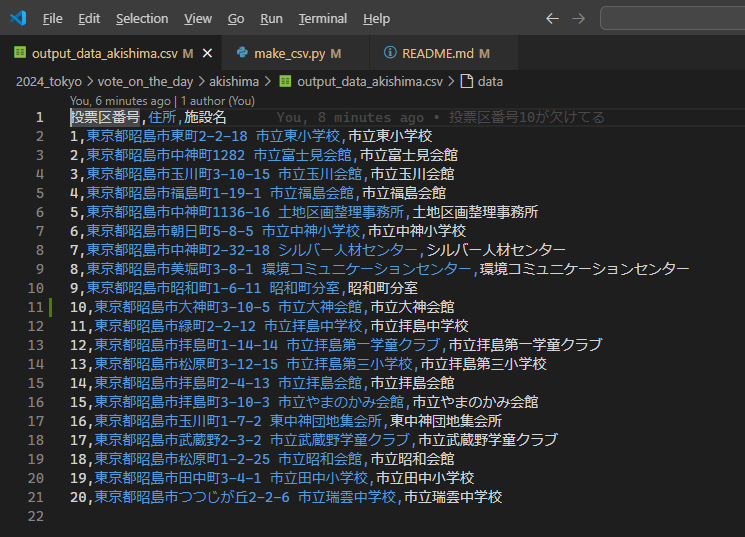 File Edit Selection View Go Run Terminal Help
output_data_akishima.csv M make_csv.py M README.md M
2024_tokyo > vote_on_the_day > akishima > output_data_akishima.csv > data
You, 6 minutes ago | 1 author (You)
1 投票区番号,住所,施設名 You, 8 minutes ago • 投票区番号10が欠けてる
2 1,東京都昭島市東町2-2-18 市立東小学校,市立東小学校
3 2,東京都昭島市中神町1282 市立富士見会館,市立富士見会館
4 3,東京都昭島市玉川町3-10-15 市立玉川会館,市立玉川会館
5 4,東京都昭島市福島町1-19-1 市立福島会館,市立福島会館
6 5,東京都昭島市中神町1136-16 土地区画整理事務所,土地区画整理事務所
7 6,東京都昭島市朝日町5-8-5 市立中神小学校,市立中神小学校
8 7,東京都昭島市中神町2-32-18 シルバー人材センター,シルバー人材センター
9 8,東京都昭島市美堀町3-8-1 環境コミュニケーションセンター,環境コミュニケーションセンター
10 9,東京都昭島市昭和町1-6-11 昭和町分室,昭和町分室
11 10,東京都昭島市大神町3-10-5 市立大神会館,市立大神会館
12 11,東京都昭島市緑町2-2-12 市立拝島中学校,市立拝島中学校
13 12,東京都昭島市拝島町1-14-14 市立拝島第一学童クラブ,市立拝島第一学童クラブ
14 13,東京都昭島市松原町3-12-15 市立拝島第三小学校,市立拝島第三小学校
15 14,東京都昭島市拝島町2-4-13 市立拝島会館,市立拝島会館
16 15,東京都昭島市拝島町3-10-3 市立やまのかみ会館,市立やまのかみ会館
17 16,東京都昭島市玉川町1-7-2 東中神団地集会所,東中神団地集会所
18 17,東京都昭島市武蔵野2-3-2 市立武蔵野学童クラブ,市立武蔵野学童クラブ
19 18,東京都昭島市松原町1-2-25 市立昭和会館,市立昭和会館
20 19,東京都昭島市田中町3-4-1 市立田中小学校,市立田中小学校
21 20,東京都昭島市つつじが丘2-2-6 市立瑞雲中学校,市立瑞雲中学校
22